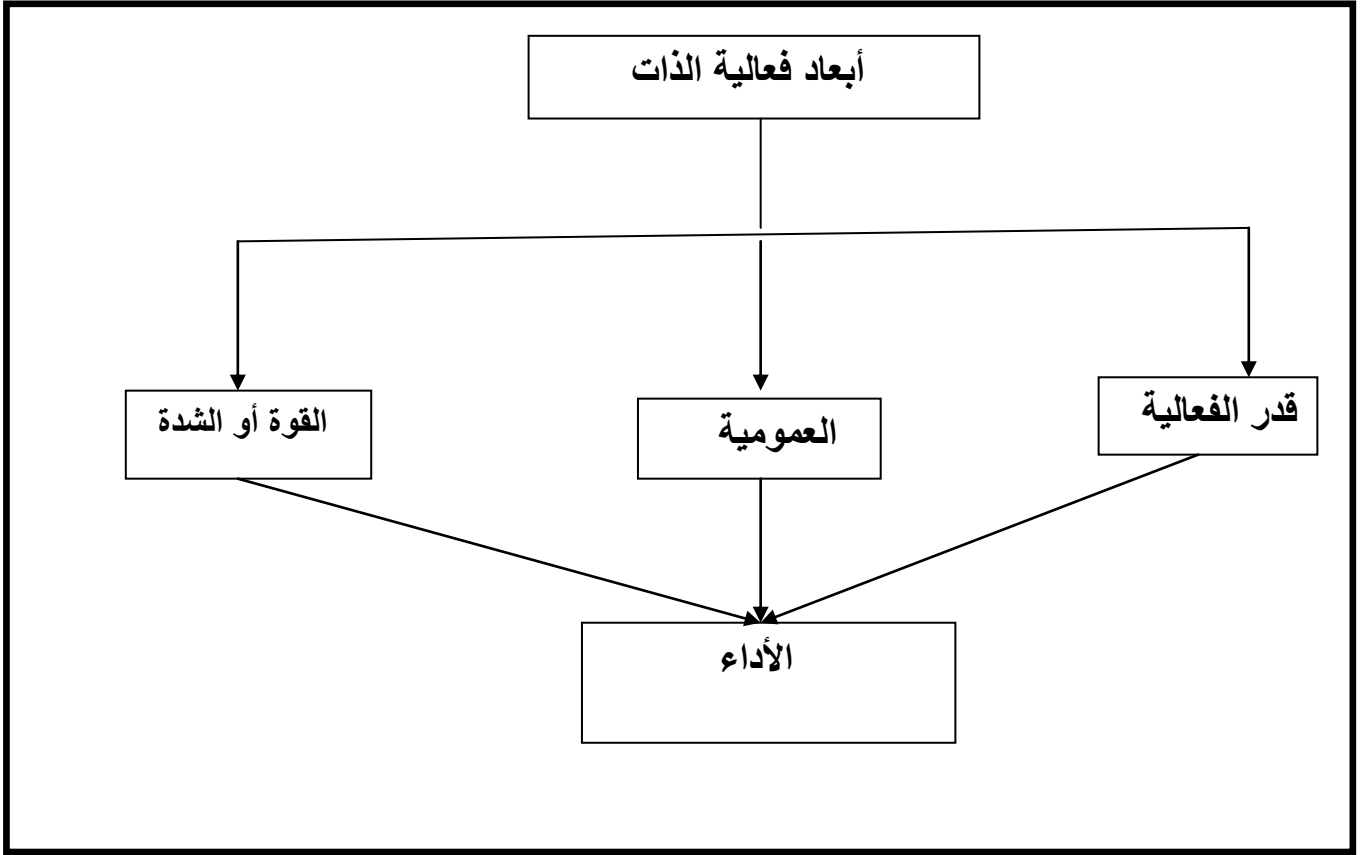 أبعاد فعالية الذات
قدر الفعالية
العمومية
القوة أو الشدة
الأداء